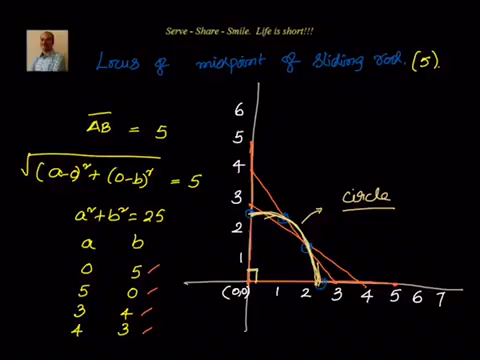 Serve - Share - Smile. Life is short!!!
Locus of midpoint of sliding rod. (5).
AB = 5
√(a-0)² + (0-b)² = 5
a² + b² = 25
a b
0 5
5 0
3 4
4 3
6
5
4
3
2
1
circle
(0,0) 1 2 3 4 5 6 7